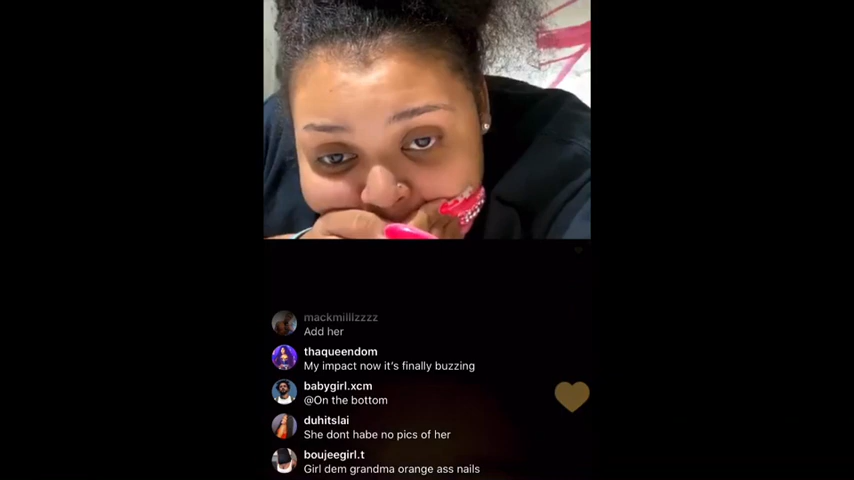 mackmillzzzz
Add her
thaqueendom
My impact now it's finally buzzing
babygirl.xcm
@On the bottom
duhitslai
She dont habe no pics of her
boujeegirl.t
Girl dem grandma orange ass nails